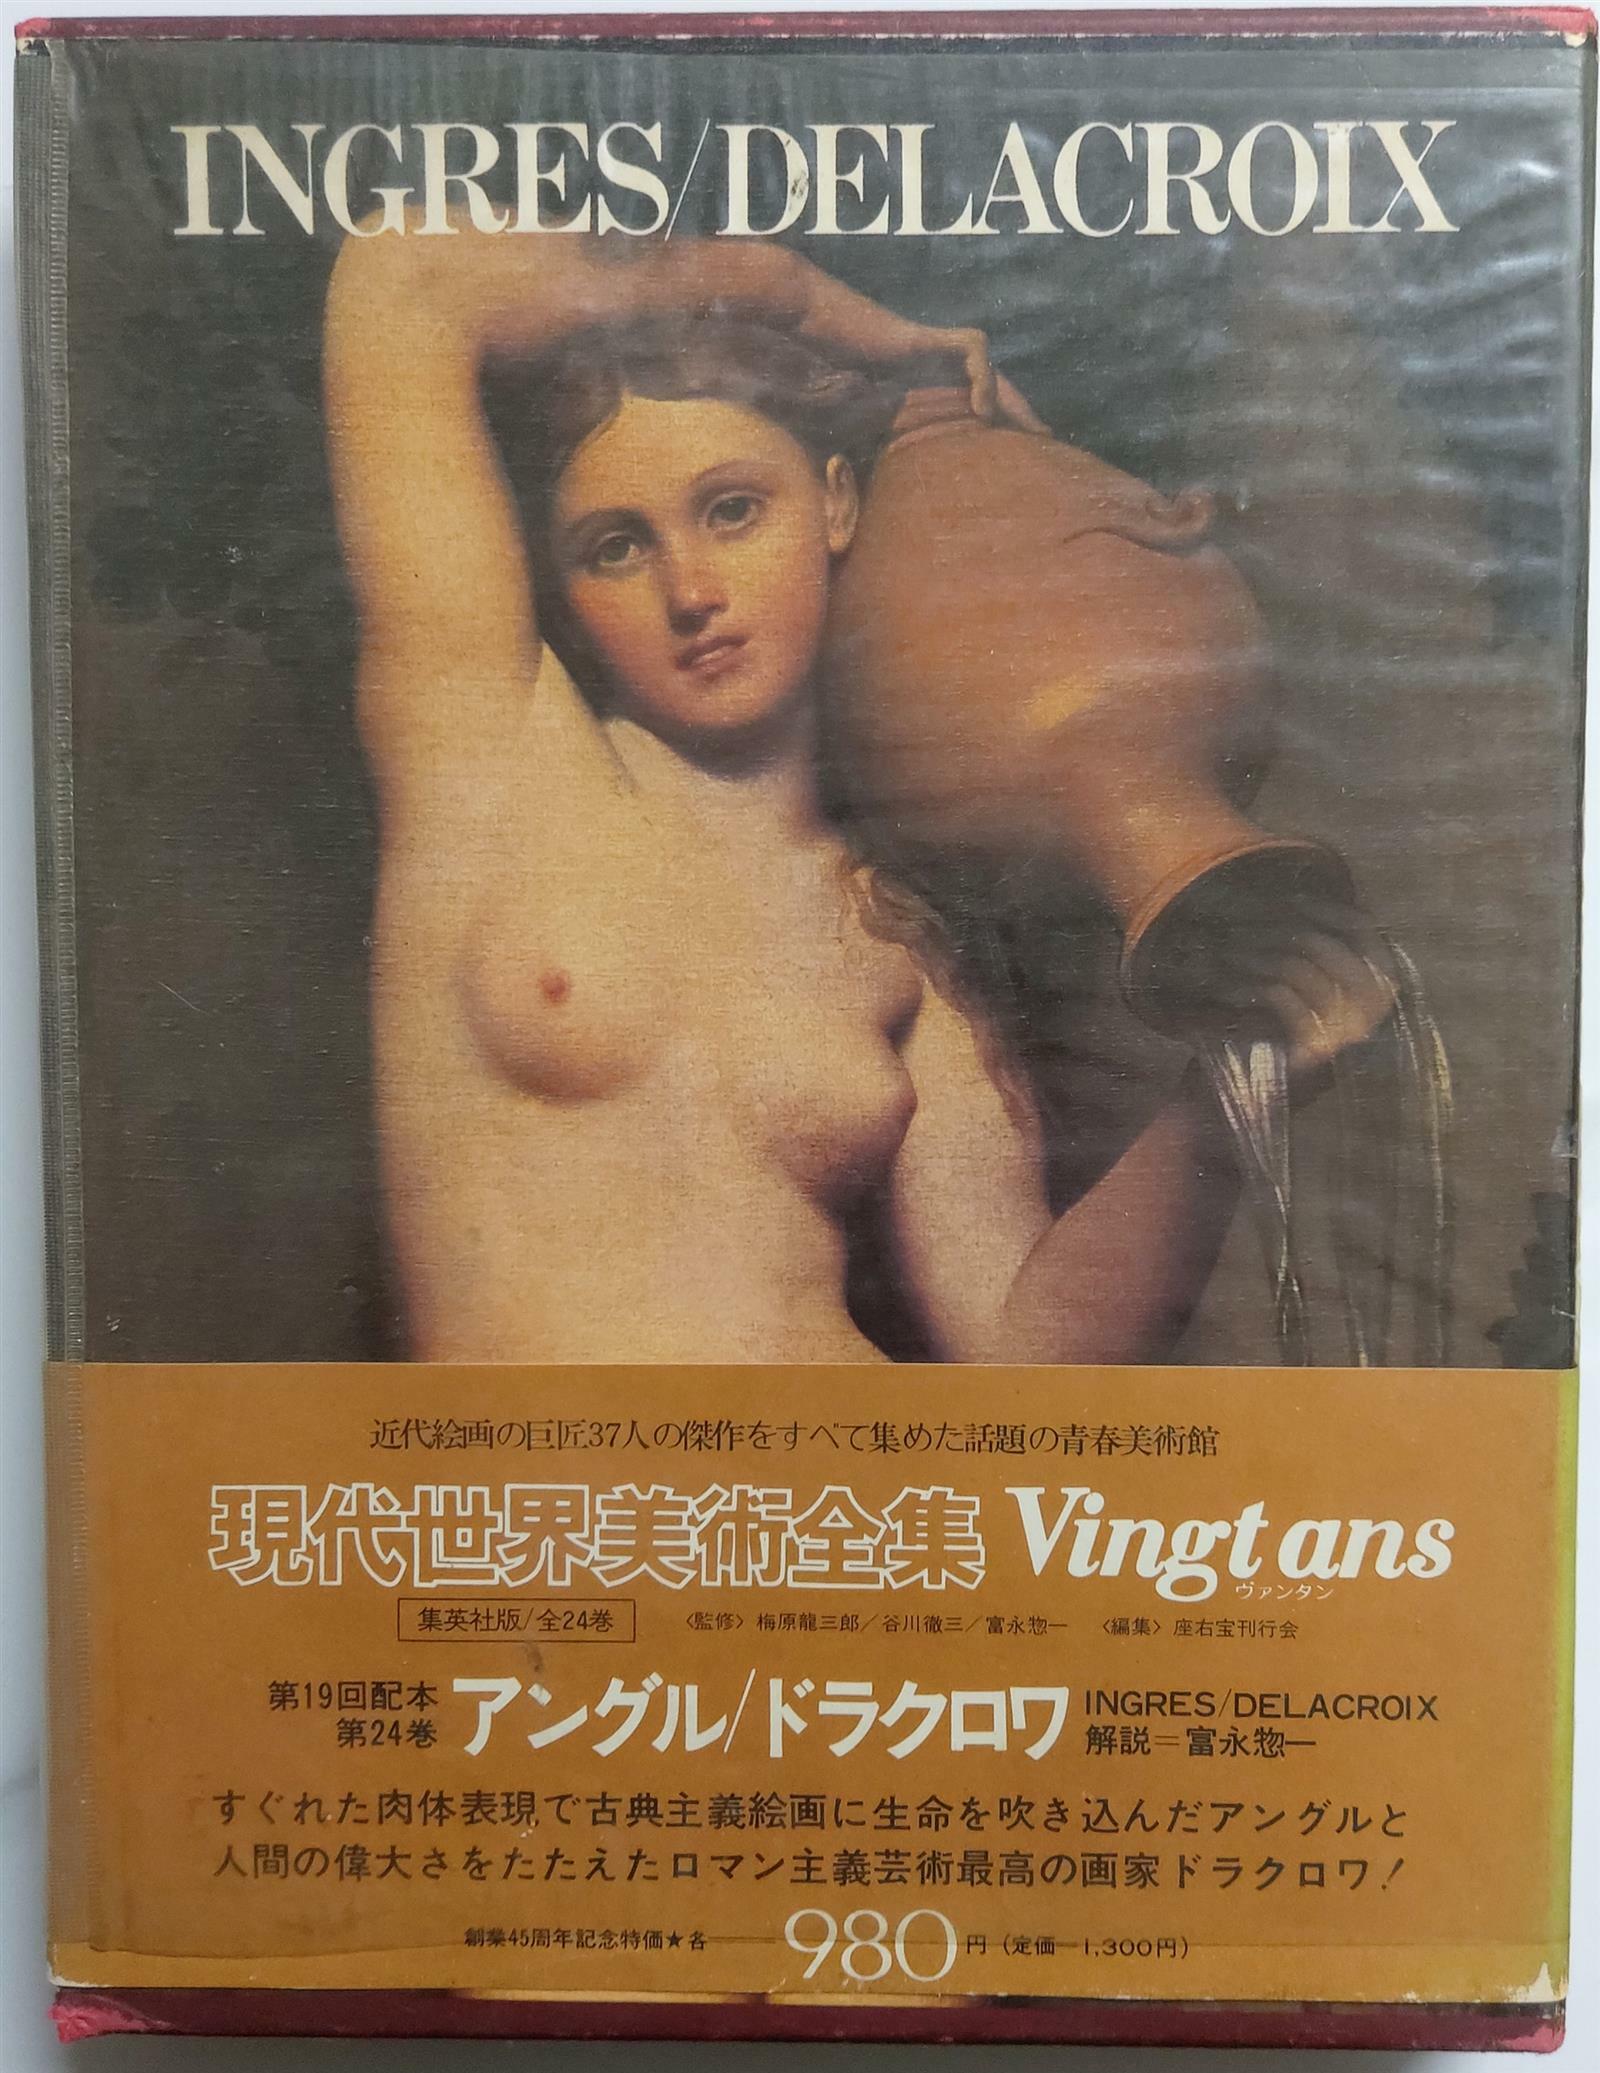 INGRES/DELACROIX
近代絵画の巨匠37人の傑作をすべて集めた話題の青春美術館
現代世界美術全集 Vingt ans
ヴァンタン
集英社版/全24巻 〈監修〉梅原龍三郎/谷川徹三/富永惣一 〈編集〉座右宝刊行会
第19回配本
第24巻
アングル/ドラクロワ
INGRES/DELACROIX
解説=富永惣一
すぐれた肉体表現で古典主義絵画に生命を吹き込んだアングルと
人間の偉大さをたたえたロマン主義芸術最高の画家ドラクロワ!
創業45周年記念特価★各──980円(定価─1,300円)